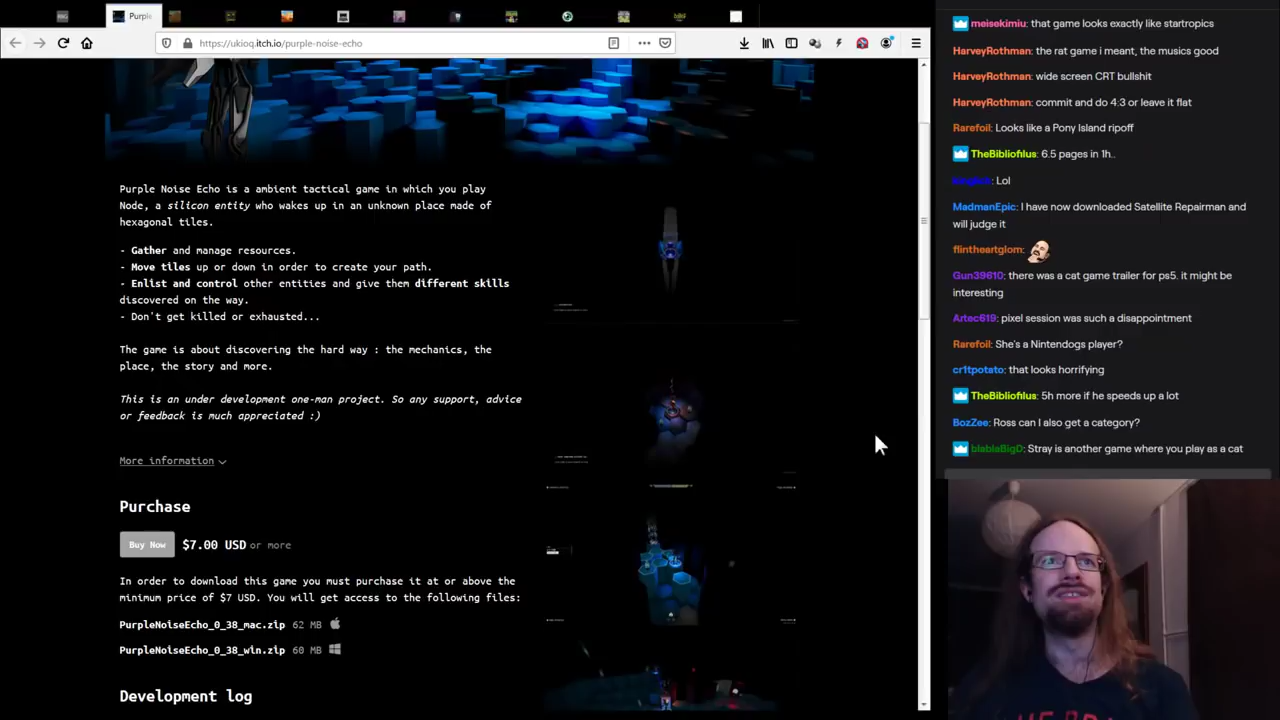 Purple
https://ukioq.itch.io/purple-noise-echo
Purple Noise Echo is a ambient tactical game in which you play
Node, a silicon entity who wakes up in an unknown place made of
hexagonal tiles.
- Gather and manage resources.
- Move tiles up or down in order to create your path.
- Enlist and control other entities and give them different skills
discovered on the way.
- Don't get killed or exhausted...
The game is about discovering the hard way : the mechanics, the
place, the story and more.
This is an under development one-man project. So any support, advice
or feedback is much appreciated :)
More information
Purchase
Buy Now $7.00 USD or more
In order to download this game you must purchase it at or above the
minimum price of $7 USD. You will get access to the following files:
PurpleNoiseEcho_0_38_mac.zip 62 MB
PurpleNoiseEcho_0_38_win.zip 60 MB
Development log
meisekimiu: that game looks exactly like startropics
HarveyRothman: the rat game i meant, the musics good
HarveyRothman: wide screen CRT bullshit
HarveyRothman: commit and do 4:3 or leave it flat
Rarefoil: Looks like a Pony Island ripoff
TheBibliofilus: 6.5 pages in 1h..
: Lol
MadmanEpic: I have now downloaded Satellite Repairman and
will judge it
flintheartglom:
Gun39610: there was a cat game trailer for ps5. it might be
interesting
Artec619: pixel session was such a disappointment
Rarefoil: She's a Nintendogs player?
cr1tpotato: that looks horrifying
TheBibliofilus: 5h more if he speeds up a lot
BozZee: Ross can I also get a category?
blablaBigD: Stray is another game where you play as a cat